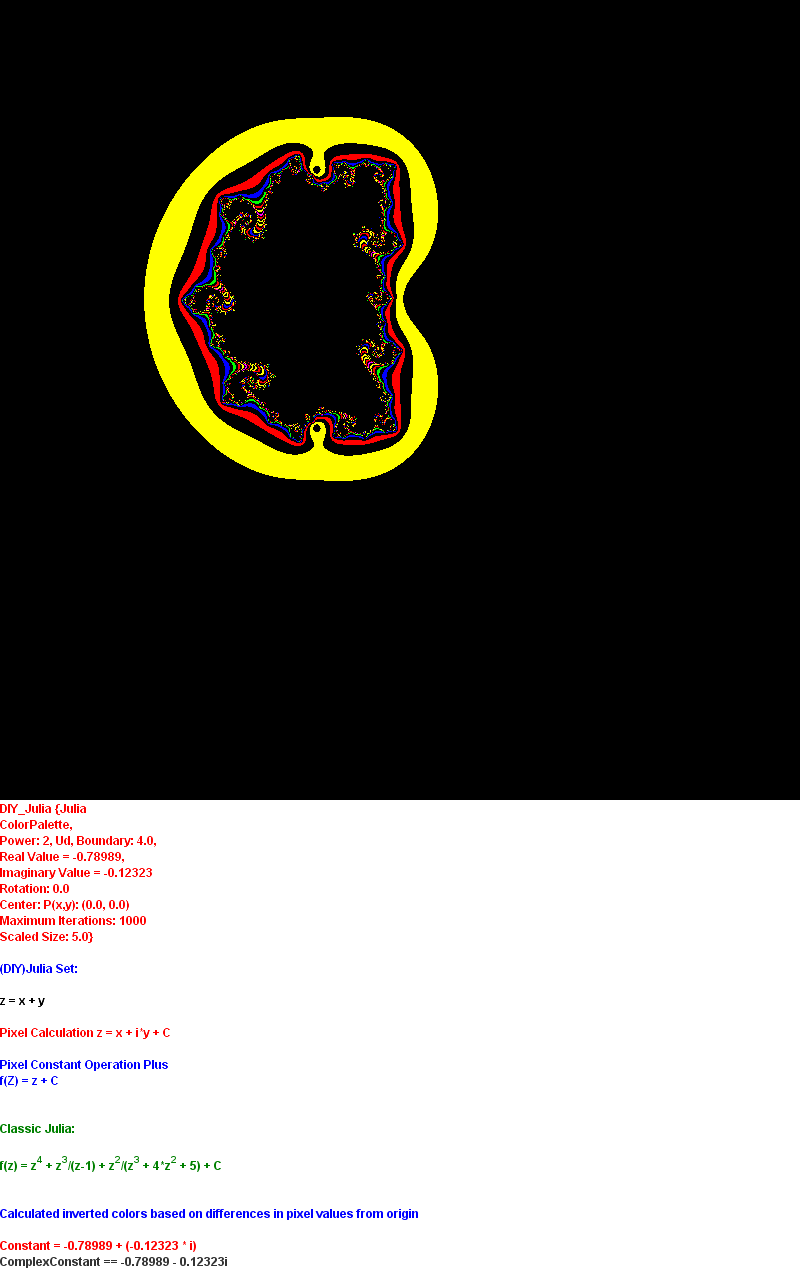 DIY_Julia {Julia
ColorPalette,
Power: 2, Ud, Boundary: 4.0,
Real Value = -0.78989,
Imaginary Value = -0.12323
Rotation: 0.0
Center: P(x,y): (0.0, 0.0)
Maximum Iterations: 1000
Scaled Size: 5.0}
(DIY)Julia Set:
z = x + y
Pixel Calculation z = x + i*y + C
Pixel Constant Operation Plus
f(Z) = z + C
Classic Julia:
f(z) = z^4 + z^3/(z-1) + z^2/(z^3 + 4*z^2 + 5) + C
Calculated inverted colors based on differences in pixel values from origin
Constant = -0.78989 + (-0.12323 * i)
ComplexConstant == -0.78989 - 0.12323i